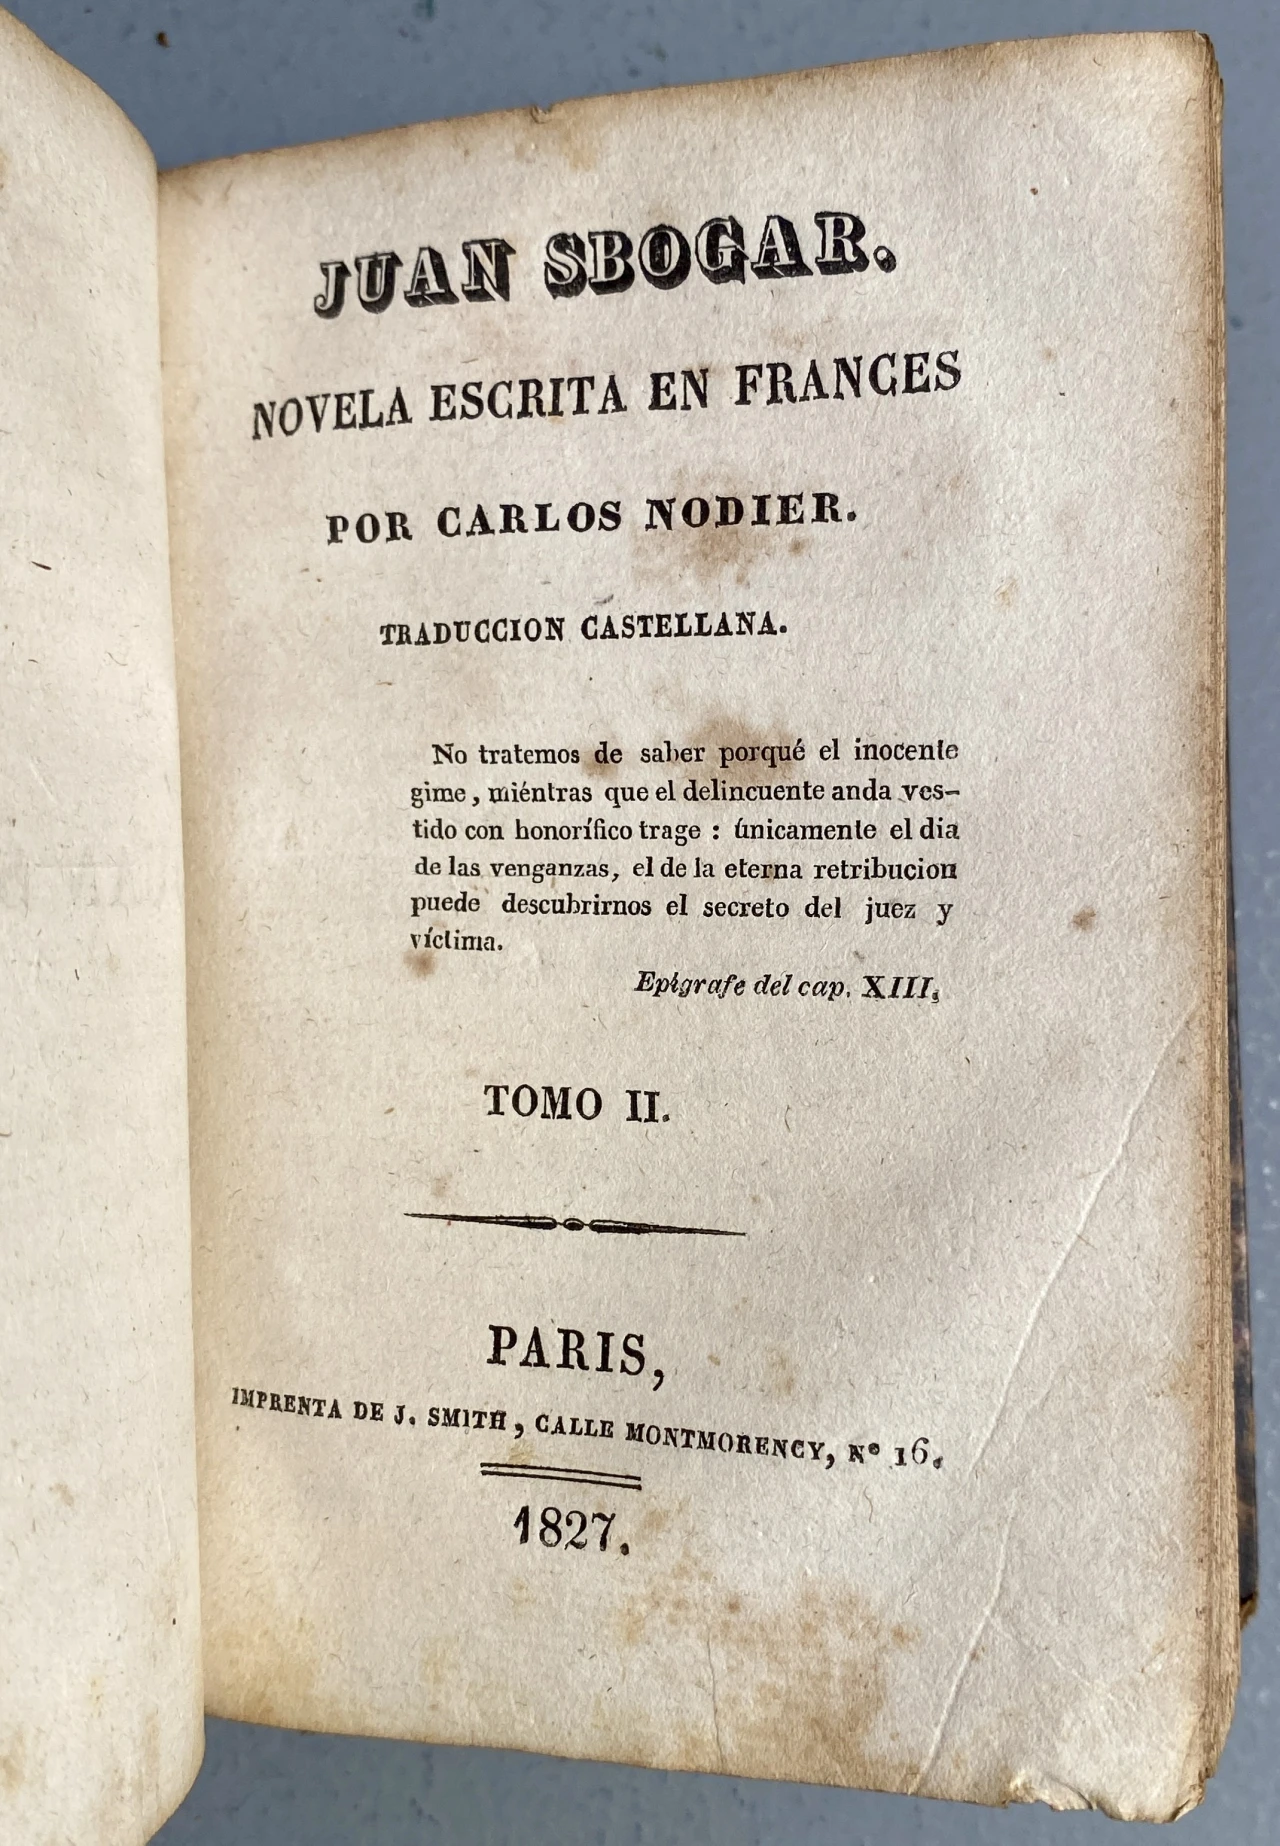 JUAN SBOGAR.
NOVELA ESCRITA EN FRANCES
POR CARLOS NODIER.
TRADUCCION CASTELLANA.
No tratemos de saber porqué el inocente
gime, miéntras que el delincuente anda ves-
tido con honorífico trage : únicamente el dia
de las venganzas, el de la eterna retribucion
puede descubrirnos el secreto del juez y
víctima.
Epígrafe del cap. XIII.
TOMO II.
PARIS,
IMPRENTA DE J. SMITH, CALLE MONTMORENCY, Nº 16.
1827.